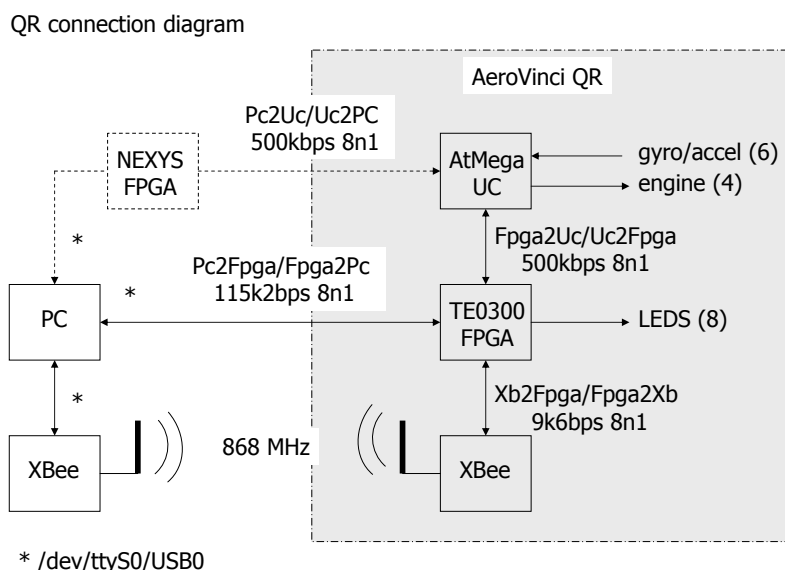 QR connection diagram
AeroVinci QR
Pc2Uc/Uc2PC
500kbps 8n1
NEXYS
FPGA
AtMega
UC
gyro/accel (6)
engine (4)
*
Fpga2Uc/Uc2Fpga
500kbps 8n1
Pc2Fpga/Fpga2Pc
115k2bps 8n1
*
PC
TE0300
FPGA
LEDS (8)
*
Xb2Fpga/Fpga2Xb
9k6bps 8n1
868 MHz
XBee
XBee
* /dev/ttyS0/USB0